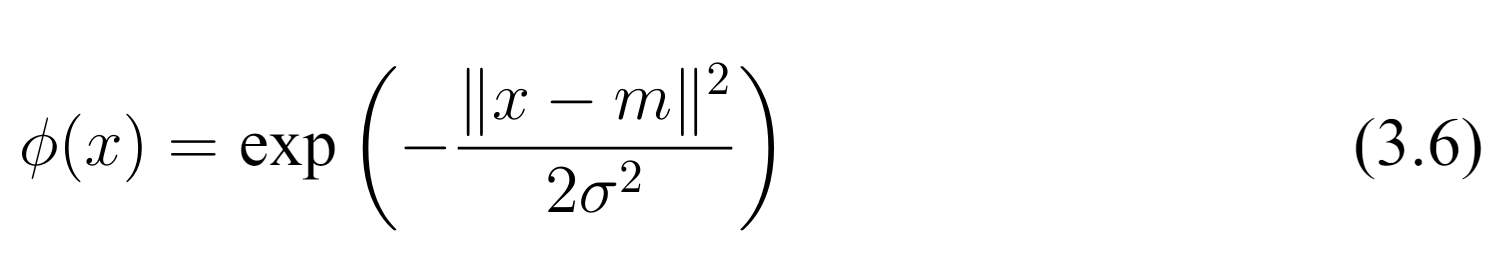 ϕ(x) = exp ( − ‖x − m‖² / 2σ² ) (3.6)